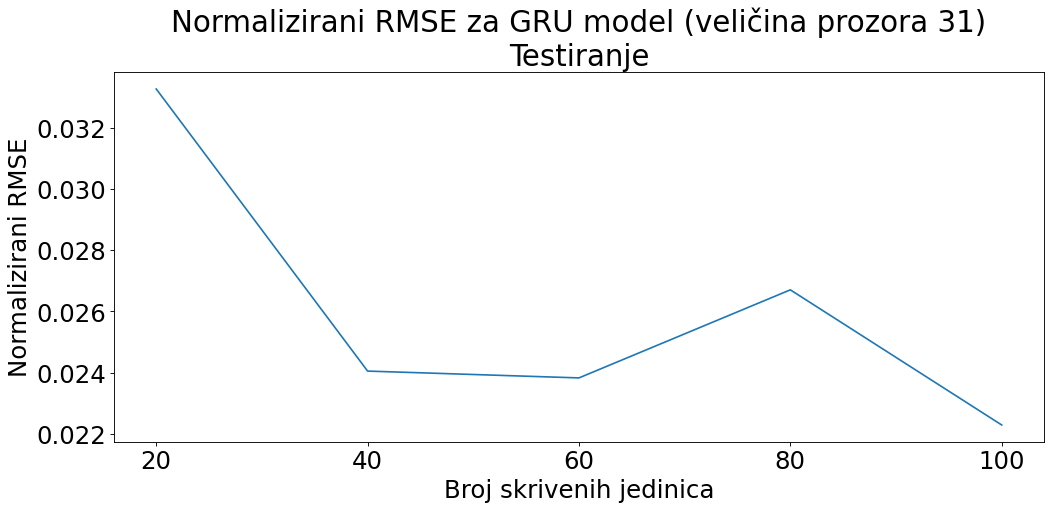 Normalizirani RMSE za GRU model (veličina prozora 31)
Testiranje
Normalizirani RMSE
0.032
0.030
0.028
0.026
0.024
0.022
20 40 60 80 100
Broj skrivenih jedinica